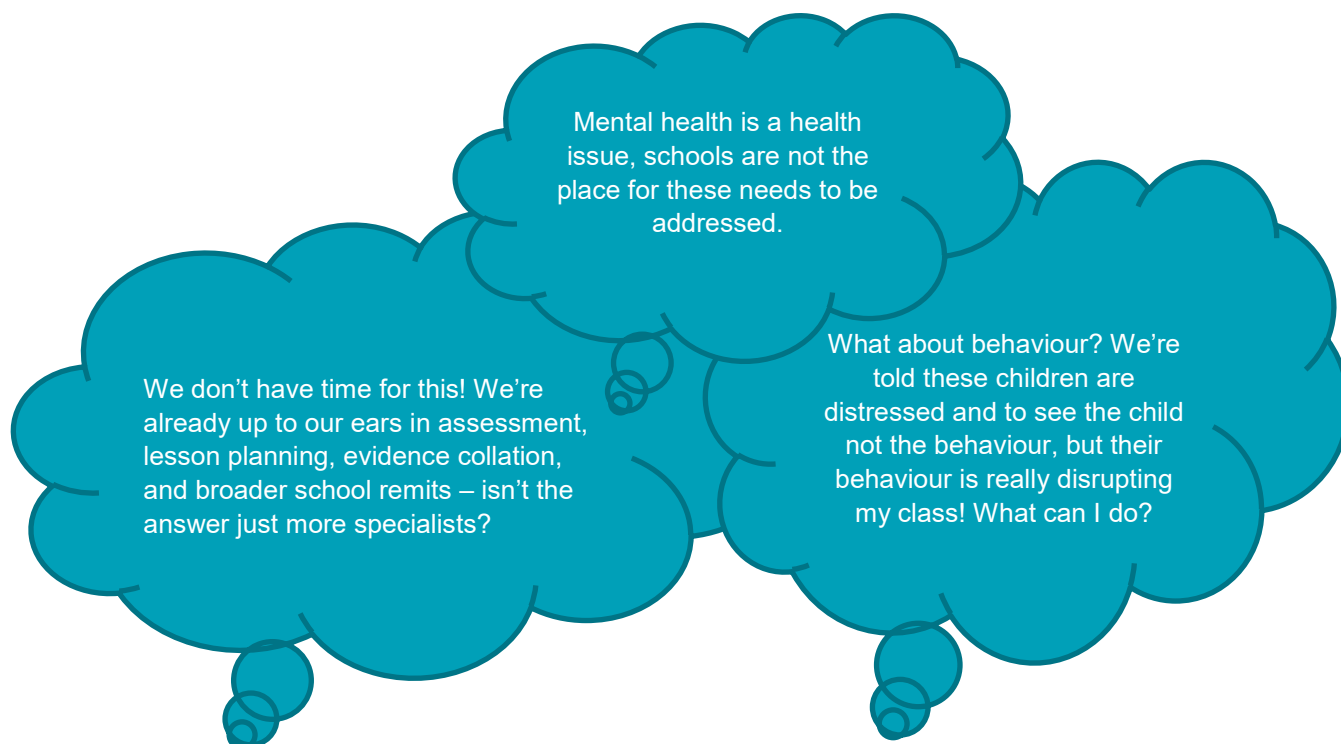 Mental health is a health
issue, schools are not the
place for these needs to be
addressed.
We don’t have time for this! We’re
already up to our ears in assessment,
lesson planning, evidence collation,
and broader school remits – isn’t the
answer just more specialists?
What about behaviour? We’re
told these children are
distressed and to see the child
not the behaviour, but their
behaviour is really disrupting
my class! What can I do?